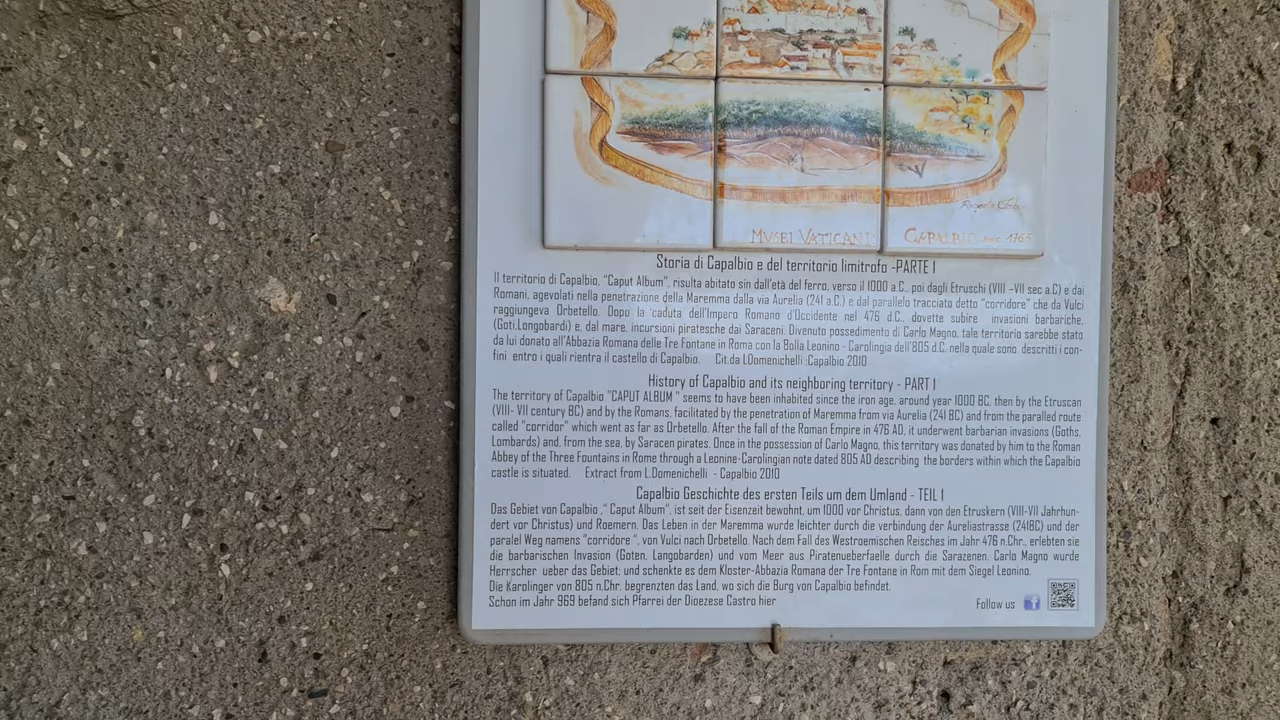 MUSEI VATICANI
CAPALBIO 1765
Storia di Capalbio e del territorio limitrofo -PARTE I
Il territorio di Capalbio, "Caput Album", risulta abitato sin dall'età del ferro, verso il 1000 a.C., poi dagli Etruschi (VIII -VII sec a.C) e dai
Romani, agevolati nella penetrazione della Maremma dalla via Aurelia (241 a.C.) e dal parallelo tracciato detto "corridore" che da Vulci
raggiungeva Orbetello. Dopo la caduta dell'Impero Romano d'Occidente nel 476 d.C., dovette subire invasioni barbariche,
(Goti,Longobardi) e, dal mare, incursioni piratesche dai Saraceni. Divenuto possedimento di Carlo Magno, tale territorio sarebbe stato
da lui donato all'Abbazia Romana delle Tre Fontane in Roma con la Bolla Leonino - Carolingia dell'805 d.C. nella quale sono descritti i con-
fini entro i quali rientra il castello di Capalbio. Cit.da l.Domenichelli :Capalbio 2010
History of Capalbio and its neighboring territory - PART I
The territory of Capalbio "CAPUT ALBUM " seems to have been inhabited since the iron age, around year 1000 BC, then by the Etruscan
(VIII- VII century BC) and by the Romans, facilitated by the penetration of Maremma from via Aurelia (241 BC) and from the paralled route
called "corridor" which went as far as Orbetello. After the fall of the Roman Empire in 476 AD, it underwent barbarian invasions (Goths,
Lombards) and, from the sea, by Saracen pirates. Once in the possession of Carlo Magno, this territory was donated by him to the Roman
Abbey of the Three Fountains in Rome through a Leonine-Carolingian note dated 805 AD describing the borders within which the Capalbio
castle is situated. Extract from L.Domenichelli - Capalbio 2010
Capalbio Geschichte des ersten Teils um dem Umland - TEIL I
Das Gebiet von Capalbio ," Caput Album", ist seit der Eisenzeit bewohnt, um 1000 vor Christus, dann von den Etruskern (VIII-VII Jahrhun-
dert vor Christus) und Roemern. Das Leben in der Maremma wurde leichter durch die verbindung der Aureliastrasse (241BC) und der
paralel Weg namens "corridore ", von Vulci nach Orbetello. Nach dem Fall des Westroemischen Reisches im Jahr 476 n.Chr., erlebten sie
die barbarischen Invasion (Goten, Langobarden) und vom Meer aus Piratenueberfaelle durch die Sarazenen. Carlo Magno wurde
Herrscher ueber das Gebiet; und schenkte es dem Kloster-Abbazia Romana der Tre Fontane in Rom mit dem Siegel Leonino.
Die Karolinger von 805 n.Chr. begrenzten das Land, wo sich die Burg von Capalbio befindet.
Schon im Jahr 969 befand sich Pfarrei der Dioezese Castro hier
Follow us f